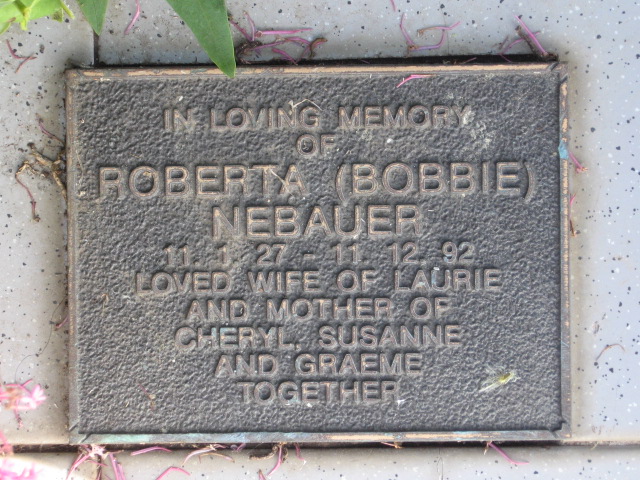 IN LOVING MEMORY
OF
ROBERTA (BOBBIE)
NEBAUER
11. 1. 27 - 11. 12. 92
LOVED WIFE OF LAURIE
AND MOTHER OF
CHERYL, SUSANNE
AND GRAEME
TOGETHER